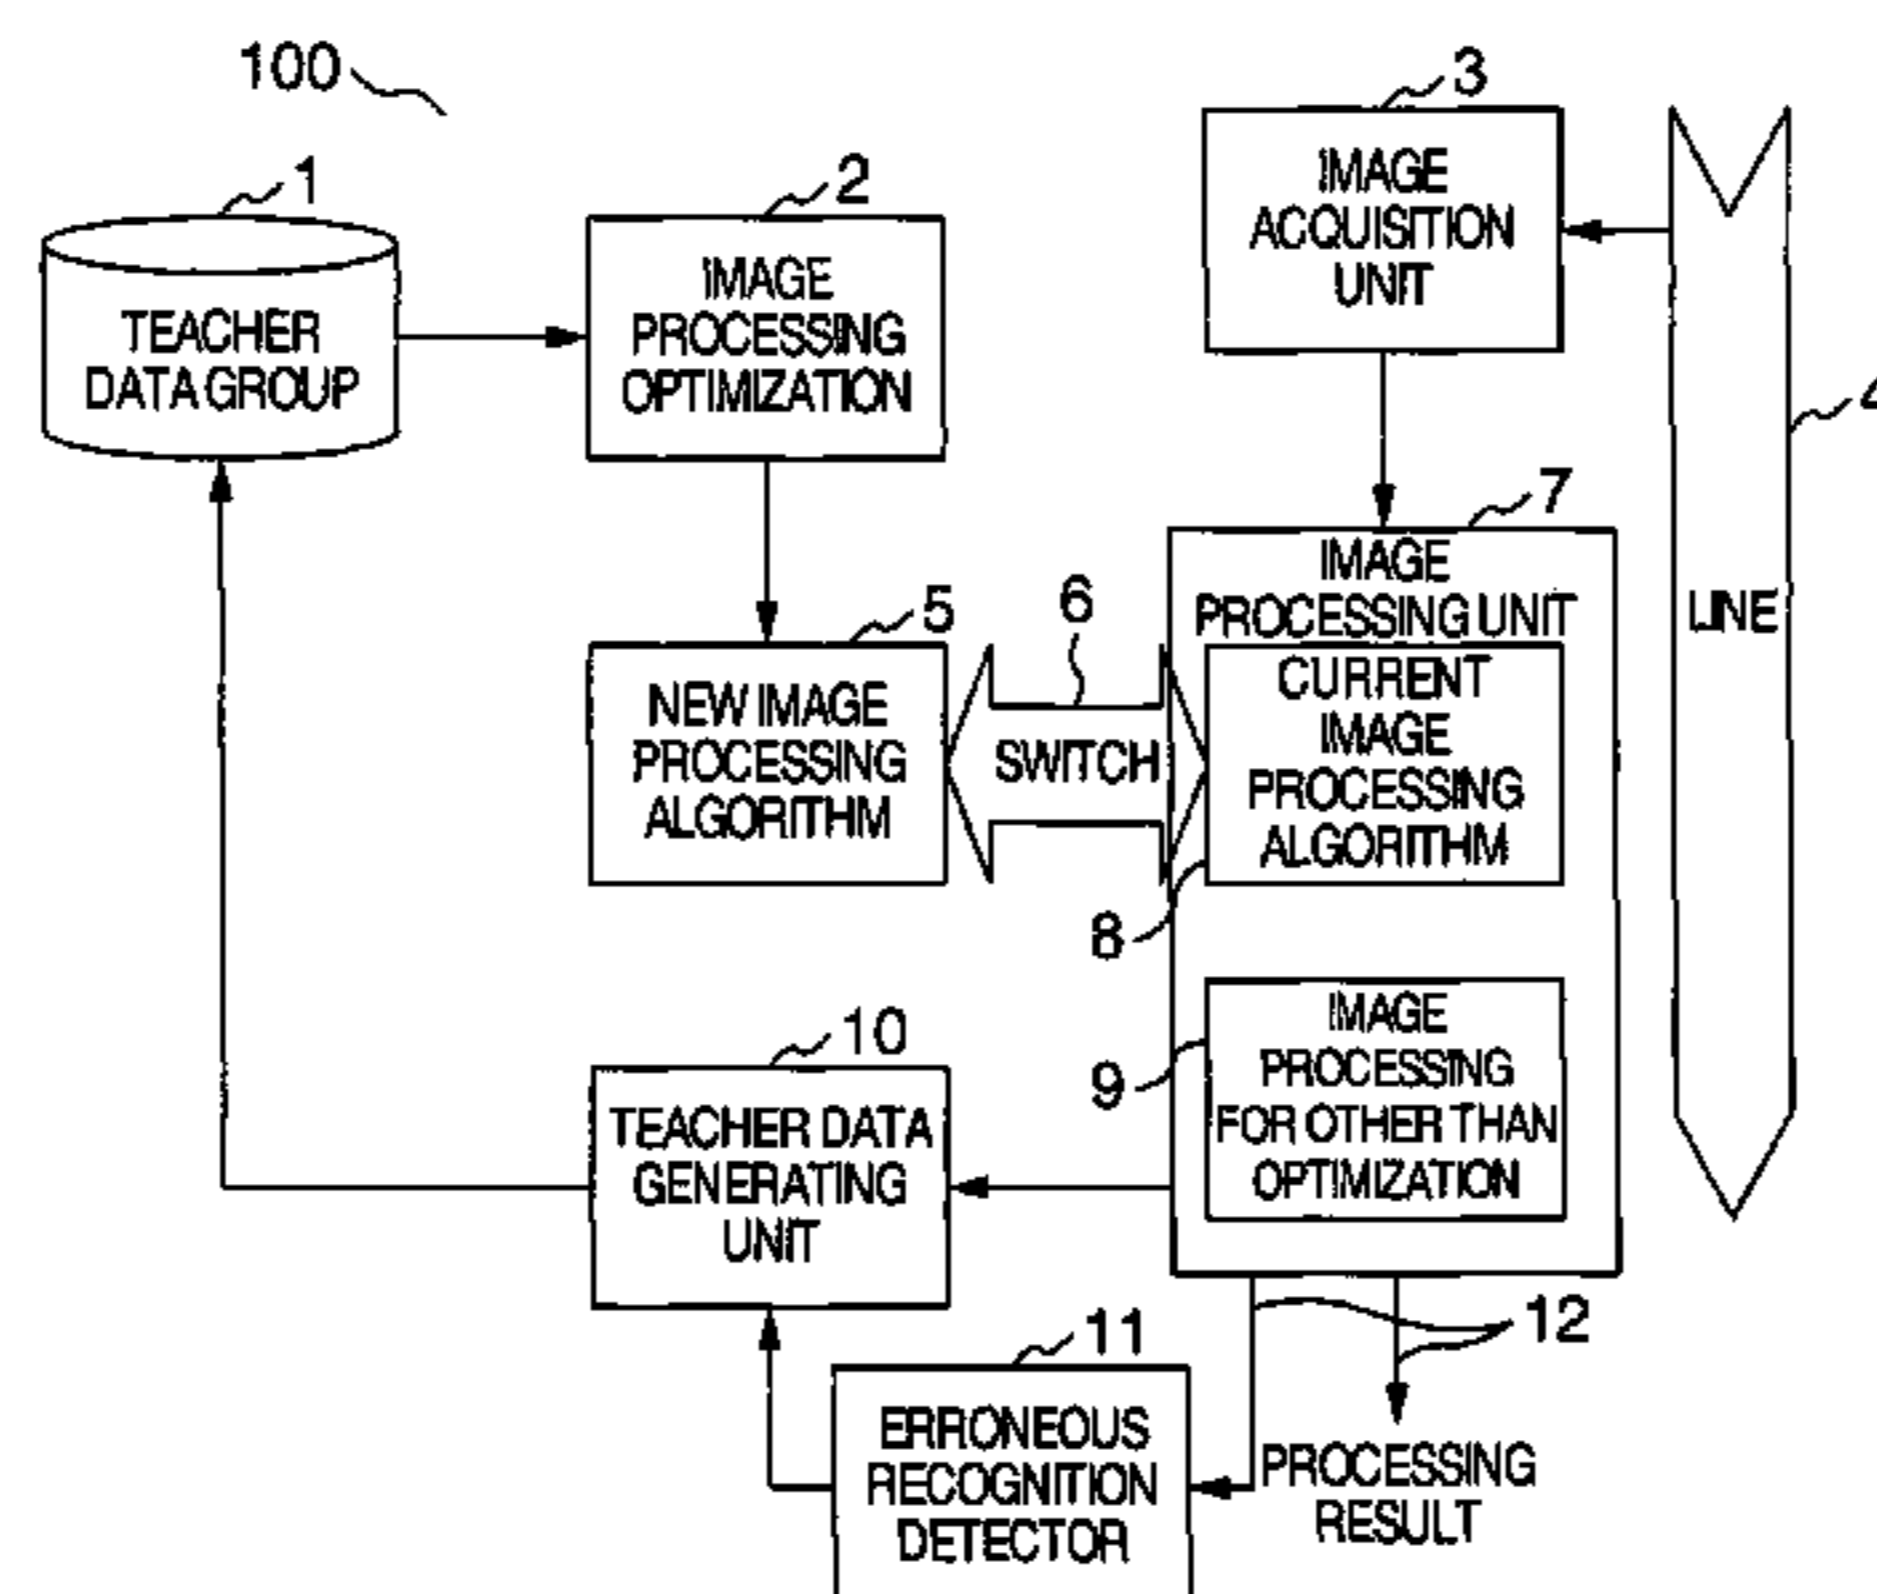 100
1
TEACHER
DATA GROUP
2
IMAGE
PROCESSING
OPTIMIZATION
3
IMAGE
ACQUISITION
UNIT
4
LINE
5
NEW IMAGE
PROCESSING
ALGORITHM
6
SWITCH
7
IMAGE
PROCESSING UNIT
CURRENT
IMAGE
PROCESSING
ALGORITHM
8
9
IMAGE
PROCESSING
FOR OTHER THAN
OPTIMIZATION
10
TEACHER DATA
GENERATING
UNIT
11
ERRONEOUS
RECOGNITION
DETECTOR
12
PROCESSING
RESULT